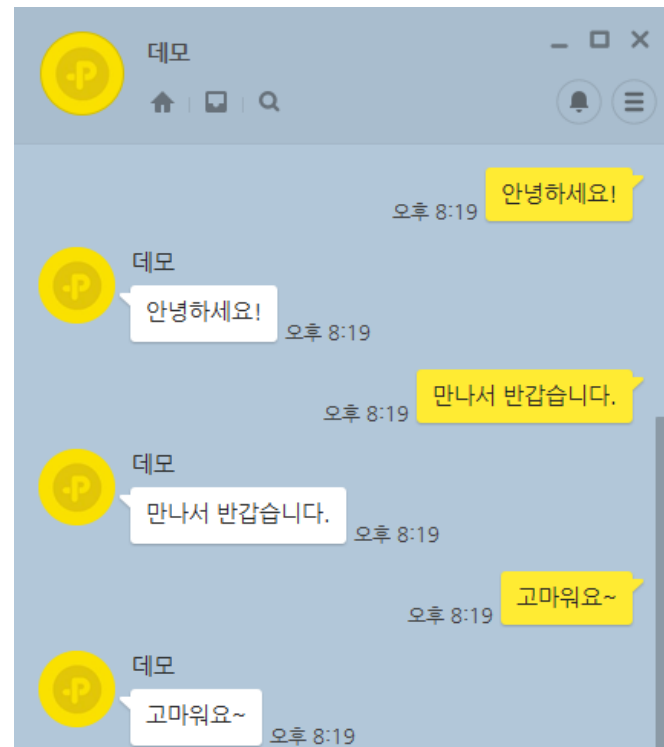 데모
안녕하세요!
오후 8:19
데모
안녕하세요!
오후 8:19
만나서 반갑습니다.
오후 8:19
데모
만나서 반갑습니다.
오후 8:19
고마워요~
오후 8:19
데모
고마워요~
오후 8:19